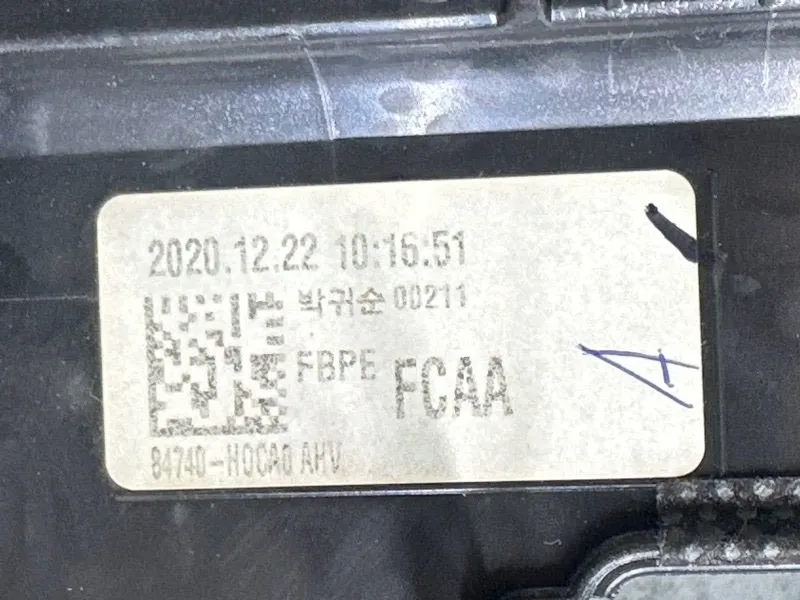 2020.12.22 10:16:51
박귀순 00211
FBPE FCAA
84740-H0CA0 AHV
A